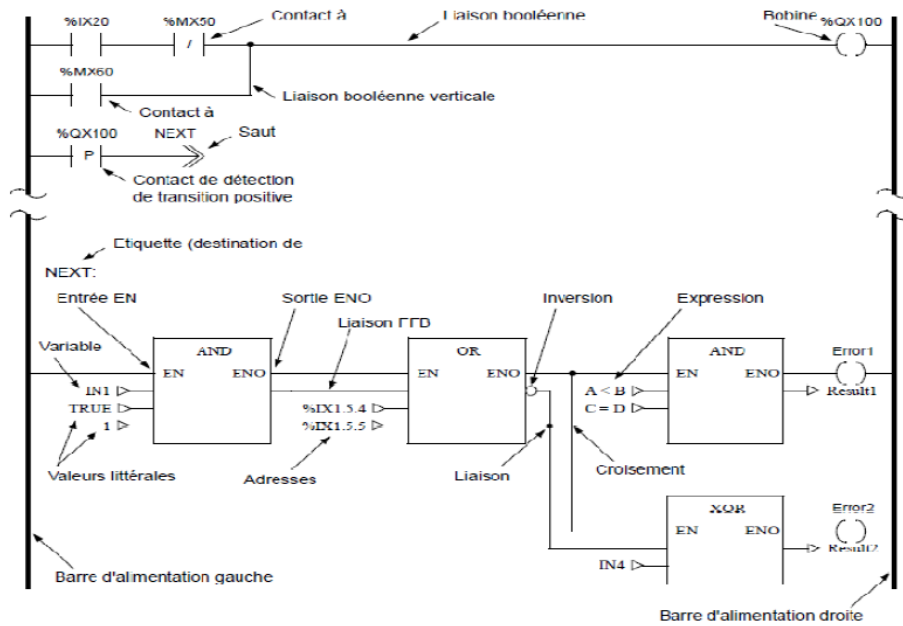 Contact à
Liaison booléenne
Bobine
%IX20
%MX50
%QX100
/
%MX60
Liaison booléenne verticale
Contact à
%QX100
NEXT
Saut
P
Contact de détection
de transition positive
Etiquette (destination de
NEXT:
Entrée EN
Sortie ENO
Inversion
Expression
Liaison FFB
Variable
AND
OR
AND
Error1
EN
ENO
EN
ENO
EN
ENO
IN1
A < B
Result1
TRUE
%IX1.5.4
C = D
1
%IX1.5.5
Valeurs littérales
Adresses
Liaison
Croisement
XOR
Error2
EN
ENO
Result2
IN4
Barre d'alimentation gauche
Barre d'alimentation droite